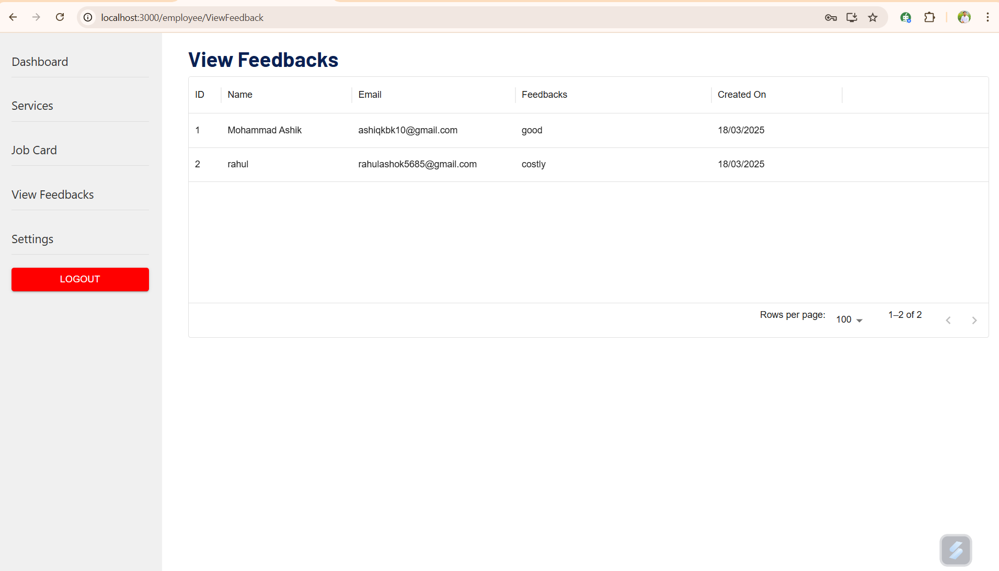 localhost:3000/employee/ViewFeedback
Dashboard
Services
Job Card
View Feedbacks
Settings
LOGOUT
View Feedbacks
ID Name Email Feedbacks Created On
1 Mohammad Ashik ashiqkbk10@gmail.com good 18/03/2025
2 rahul rahulashok5685@gmail.com costly 18/03/2025
Rows per page: 100 1–2 of 2